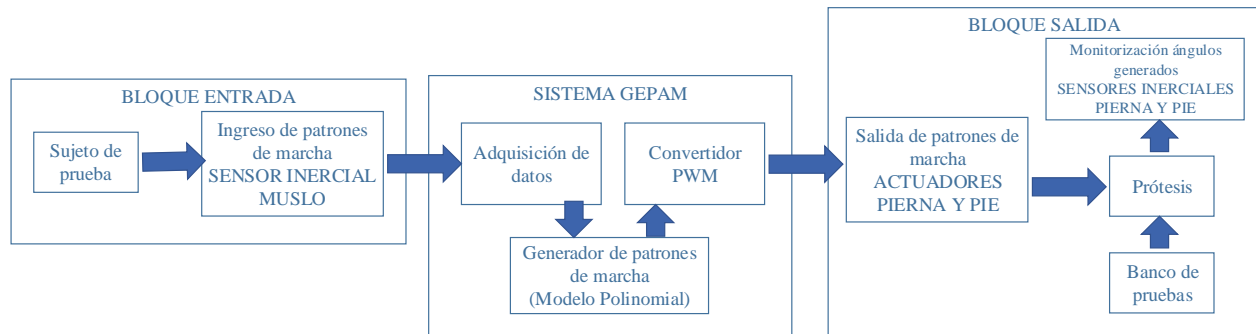 BLOQUE ENTRADA
Sujeto de
prueba
Ingreso de patrones
de marcha
SENSOR INERCIAL
MUSLO
SISTEMA GEPAM
Adquisición de
datos
Convertidor
PWM
Generador de patrones
de marcha
(Modelo Polinomial)
BLOQUE SALIDA
Salida de patrones de
marcha
ACTUADORES
PIERNA Y PIE
Monitorización ángulos
generados
SENSORES INERCIALES
PIERNA Y PIE
Prótesis
Banco de
pruebas